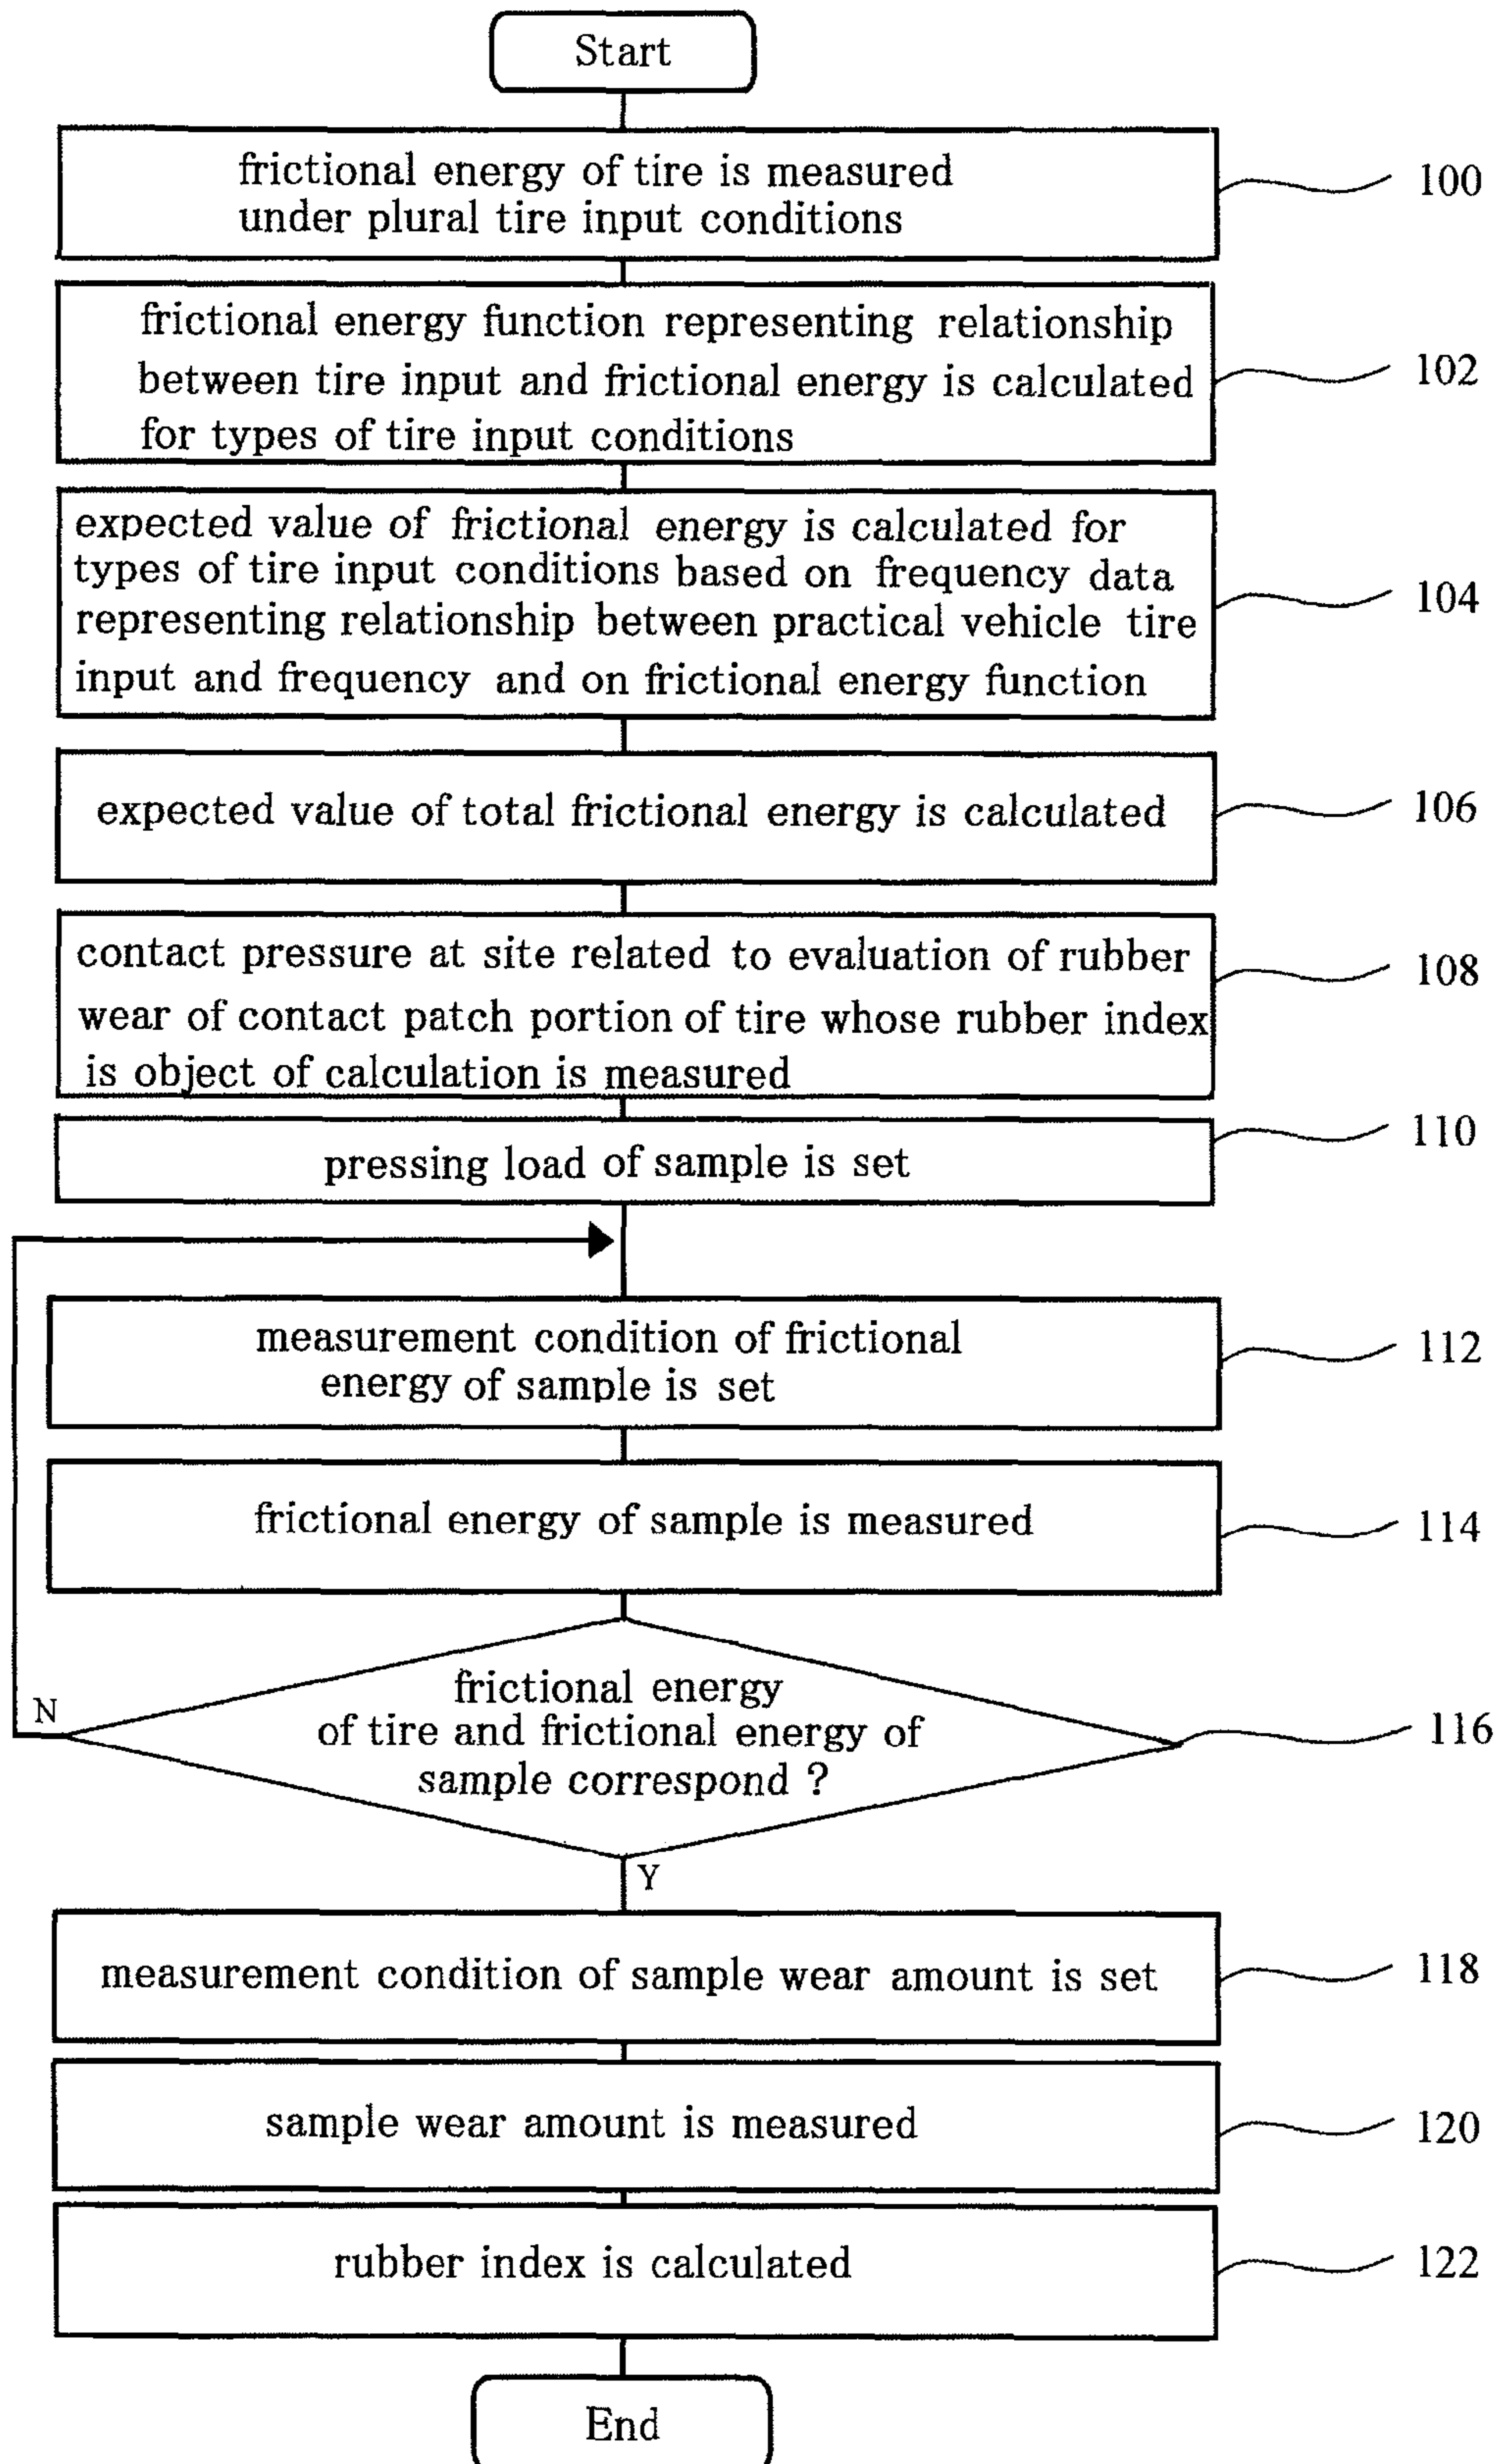 Start
frictional energy of tire is measured
under plural tire input conditions
100
frictional energy function representing relationship
between tire input and frictional energy is calculated
for types of tire input conditions
102
expected value of frictional energy is calculated for
types of tire input conditions based on frequency data
representing relationship between practical vehicle tire
input and frequency and on frictional energy function
104
expected value of total frictional energy is calculated
106
contact pressure at site related to evaluation of rubber
wear of contact patch portion of tire whose rubber index
is object of calculation is measured
108
pressing load of sample is set
110
measurement condition of frictional
energy of sample is set
112
frictional energy of sample is measured
114
frictional energy
of tire and frictional energy of
sample correspond ?
116
N
Y
measurement condition of sample wear amount is set
118
sample wear amount is measured
120
rubber index is calculated
122
End